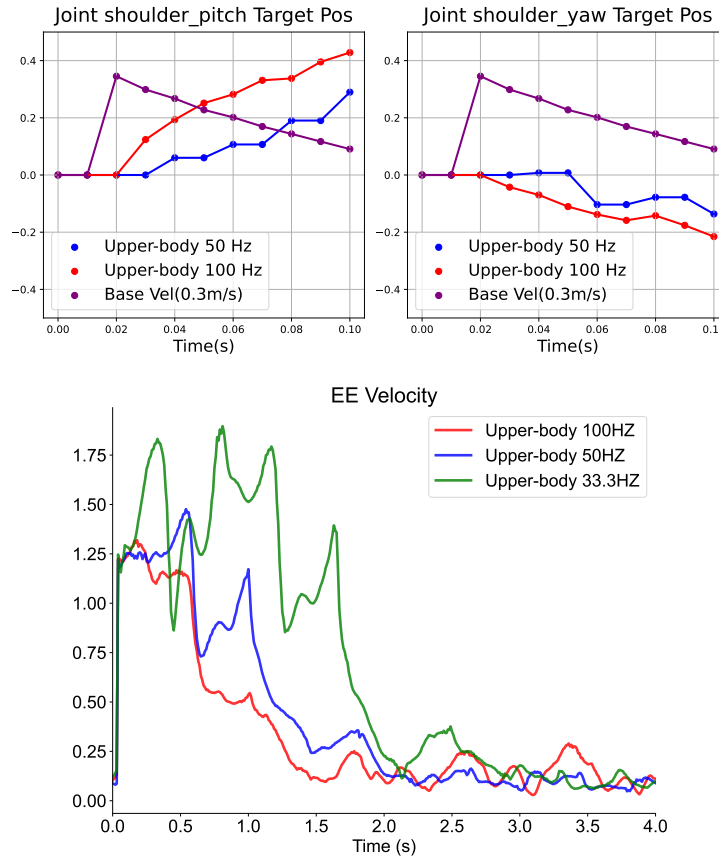 Joint shoulder_pitch Target Pos
0.4
0.2
0.0
−0.2
−0.4
Upper-body 50 Hz
Upper-body 100 Hz
Base Vel(0.3m/s)
0.00 0.02 0.04 0.06 0.08 0.10
Time(s)
Joint shoulder_yaw Target Pos
0.4
0.2
0.0
−0.2
−0.4
Upper-body 50 Hz
Upper-body 100 Hz
Base Vel(0.3m/s)
0.00 0.02 0.04 0.06 0.08 0.1
Time(s)
EE Velocity
1.75
1.50
1.25
1.00
0.75
0.50
0.25
0.00
Upper-body 100HZ
Upper-body 50HZ
Upper-body 33.3HZ
0.0 0.5 1.0 1.5 2.0 2.5 3.0 3.5 4.0
Time (s)